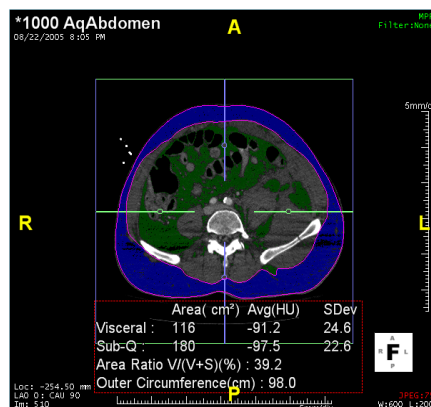 *1000 AqAbdomen
08/22/2005 8:05 PM
A
MPR
Filter:None
5mm/d
R
L
Area( cm²) Avg(HU) SDev
Visceral : 116 -91.2 24.6
Sub-Q : 180 -97.5 22.6
Area Ratio V/(V+S)(%) : 39.2
Outer Circumference(cm) : 98.0
A
R F L
P
Loc: -254.50 mm
LAO 0: CAU 90
Im: 510
P
W:600 L:200